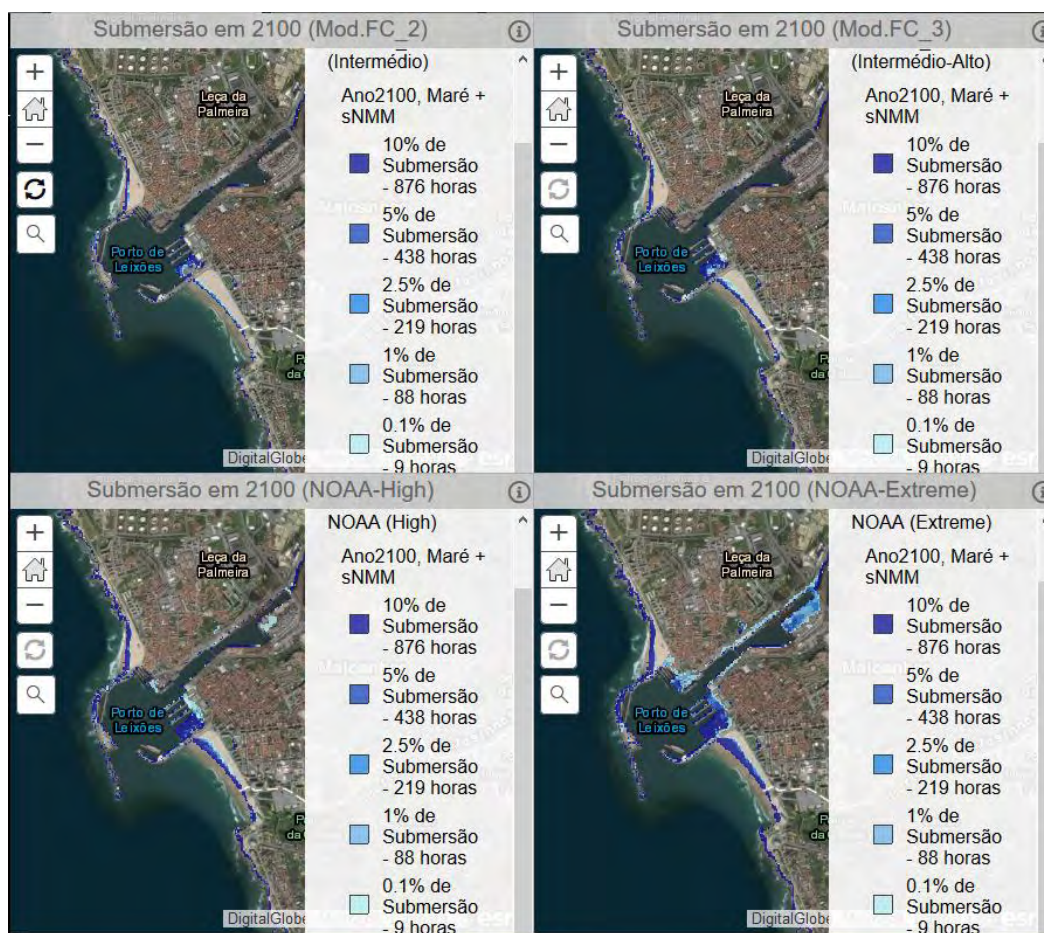 Submersão em 2100 (Mod.FC_2)
(Intermédio)
Ano2100, Maré +
sNMM
10% de
Submersão
- 876 horas
5% de
Submersão
- 438 horas
2.5% de
Submersão
- 219 horas
1% de
Submersão
- 88 horas
0.1% de
Submersão
- 9 horas
Leça da
Palmeira
Porto de
Leixões
DigitalGlobe
Submersão em 2100 (Mod.FC_3)
(Intermédio-Alto)
Ano2100, Maré +
sNMM
10% de
Submersão
- 876 horas
5% de
Submersão
- 438 horas
2.5% de
Submersão
- 219 horas
1% de
Submersão
- 88 horas
0.1% de
Submersão
- 9 horas
Leça da
Palmeira
Porto de
Leixões
DigitalGlobe
Submersão em 2100 (NOAA-High)
NOAA (High)
Ano2100, Maré +
sNMM
10% de
Submersão
- 876 horas
5% de
Submersão
- 438 horas
2.5% de
Submersão
- 219 horas
1% de
Submersão
- 88 horas
0.1% de
Submersão
- 9 horas
Leça da
Palmeira
Porto de
Leixões
DigitalGlobe
Submersão em 2100 (NOAA-Extreme)
NOAA (Extreme)
Ano2100, Maré +
sNMM
10% de
Submersão
- 876 horas
5% de
Submersão
- 438 horas
2.5% de
Submersão
- 219 horas
1% de
Submersão
- 88 horas
0.1% de
Submersão
- 9 horas
Leça da
Palmeira
Porto de
Leixões
DigitalGlobe